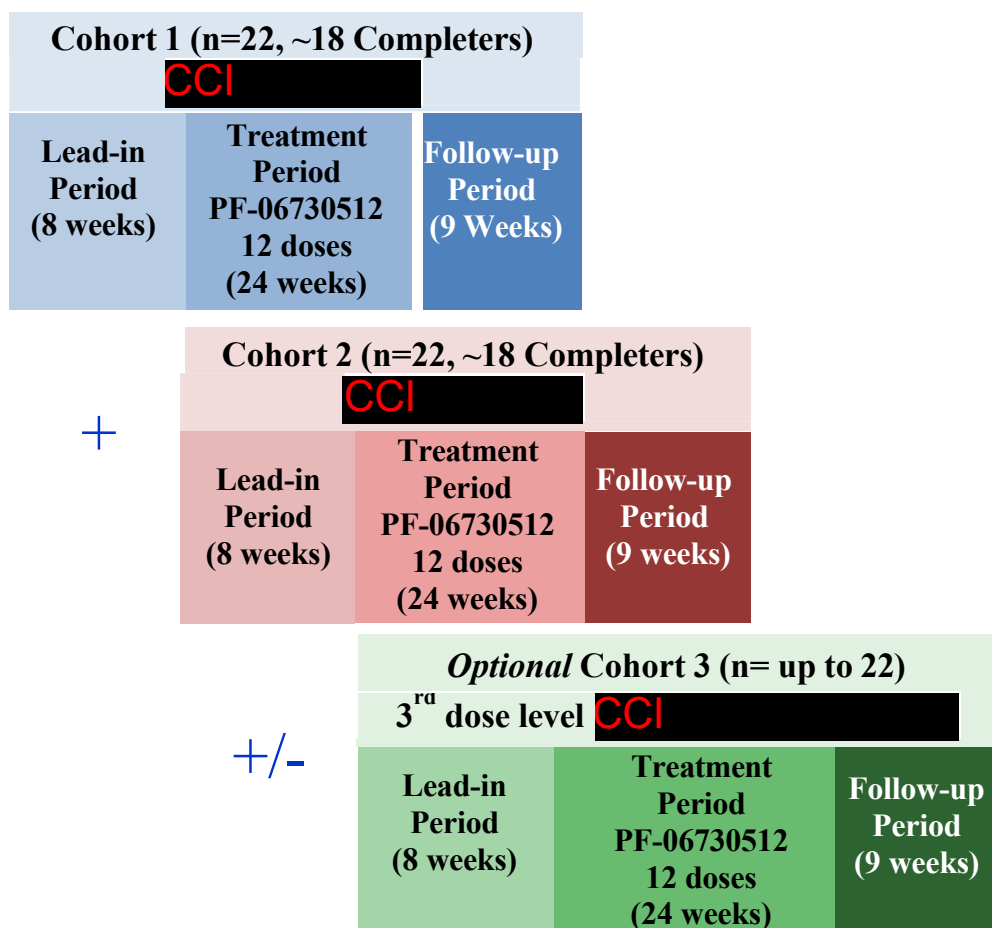 Cohort 1 (n=22, ~18 Completers)
CCI
Lead-in
Period
(8 weeks)
Treatment
Period
PF-06730512
12 doses
(24 weeks)
Follow-up
Period
(9 Weeks)
+
Cohort 2 (n=22, ~18 Completers)
CCI
Lead-in
Period
(8 weeks)
Treatment
Period
PF-06730512
12 doses
(24 weeks)
Follow-up
Period
(9 weeks)
+/-
Optional Cohort 3 (n= up to 22)
3rd dose level CCI
Lead-in
Period
(8 weeks)
Treatment
Period
PF-06730512
12 doses
(24 weeks)
Follow-up
Period
(9 weeks)